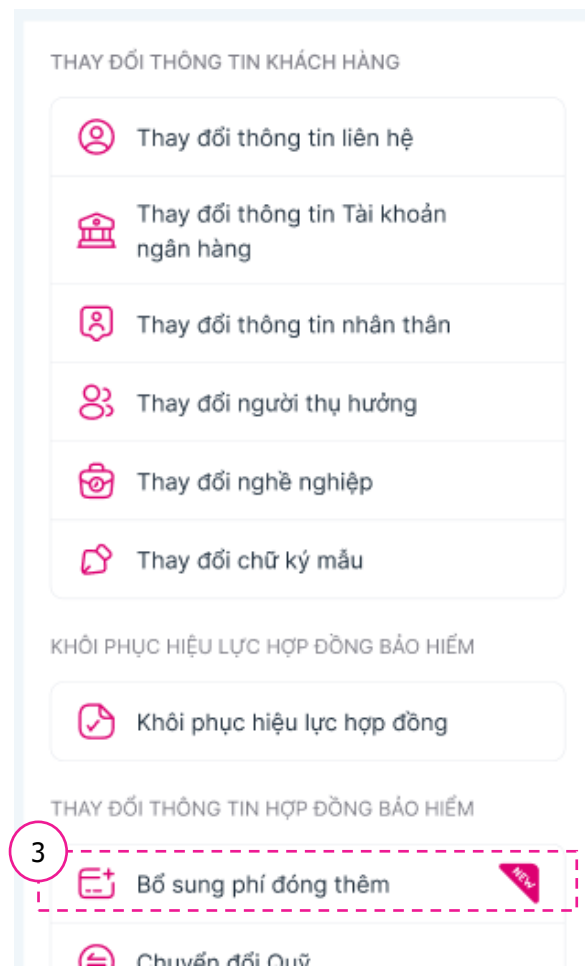 THAY ĐỔI THÔNG TIN KHÁCH HÀNG
Thay đổi thông tin liên hệ
Thay đổi thông tin Tài khoản
ngân hàng
Thay đổi thông tin nhân thân
Thay đổi người thụ hưởng
Thay đổi nghề nghiệp
Thay đổi chữ ký mẫu
KHÔI PHỤC HIỆU LỰC HỢP ĐỒNG BẢO HIỂM
Khôi phục hiệu lực hợp đồng
THAY ĐỔI THÔNG TIN HỢP ĐỒNG BẢO HIỂM
3
Bổ sung phí đóng thêm NEW
Chuyển đổi Quỹ